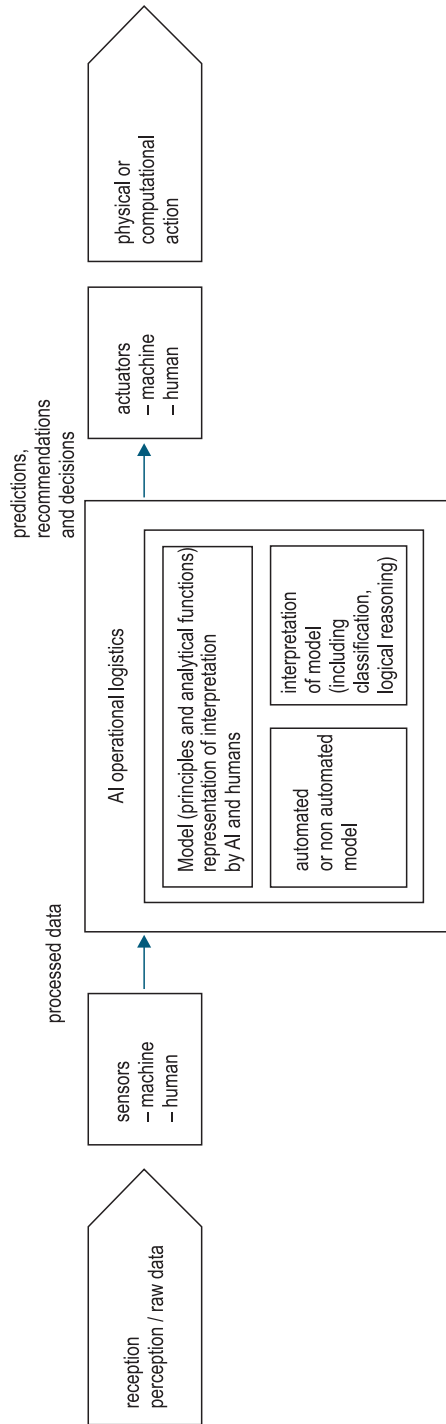 reception
perception / raw data
sensors
– machine
– human
processed data
AI operational logistics
Model (principles and analytical functions)
representation of interpretation
by AI and humans
automated
or non automated
model
interpretation
of model
(including
classification,
logical reasoning)
predictions,
recommendations
and decisions
actuators
– machine
– human
physical or
computational
action